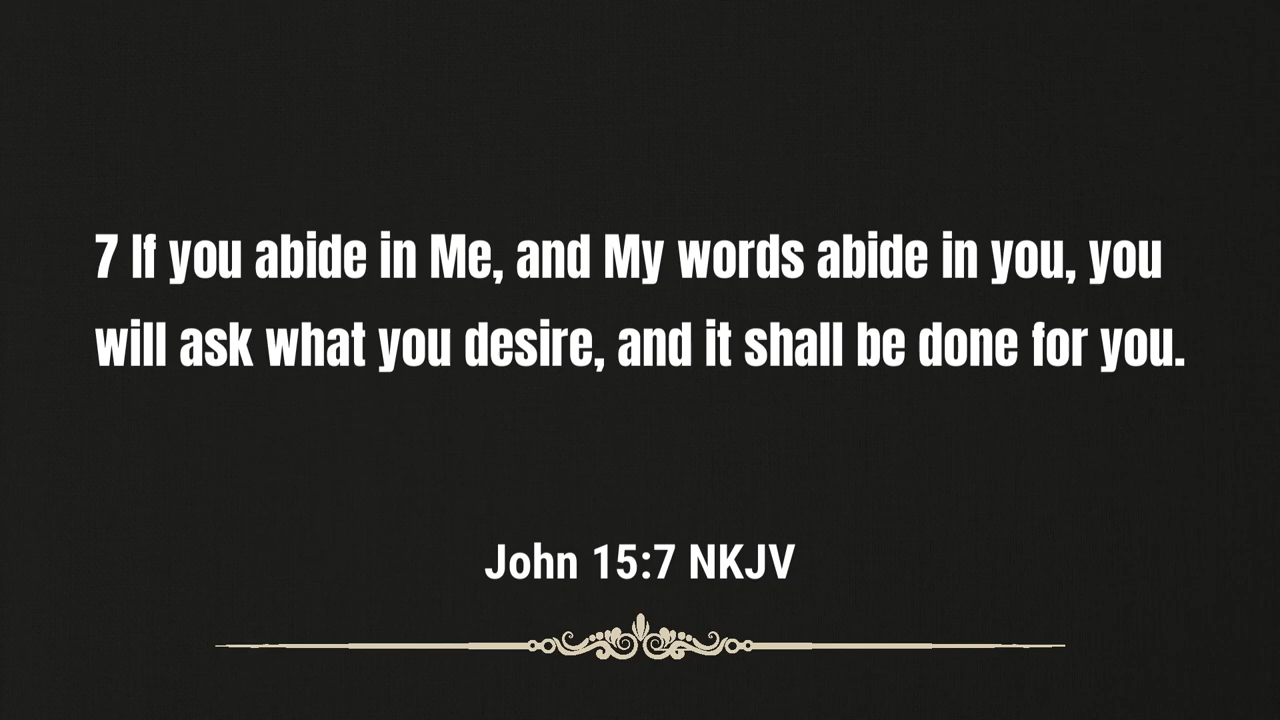 7 If you abide in Me, and My words abide in you, you
will ask what you desire, and it shall be done for you.
John 15:7 NKJV